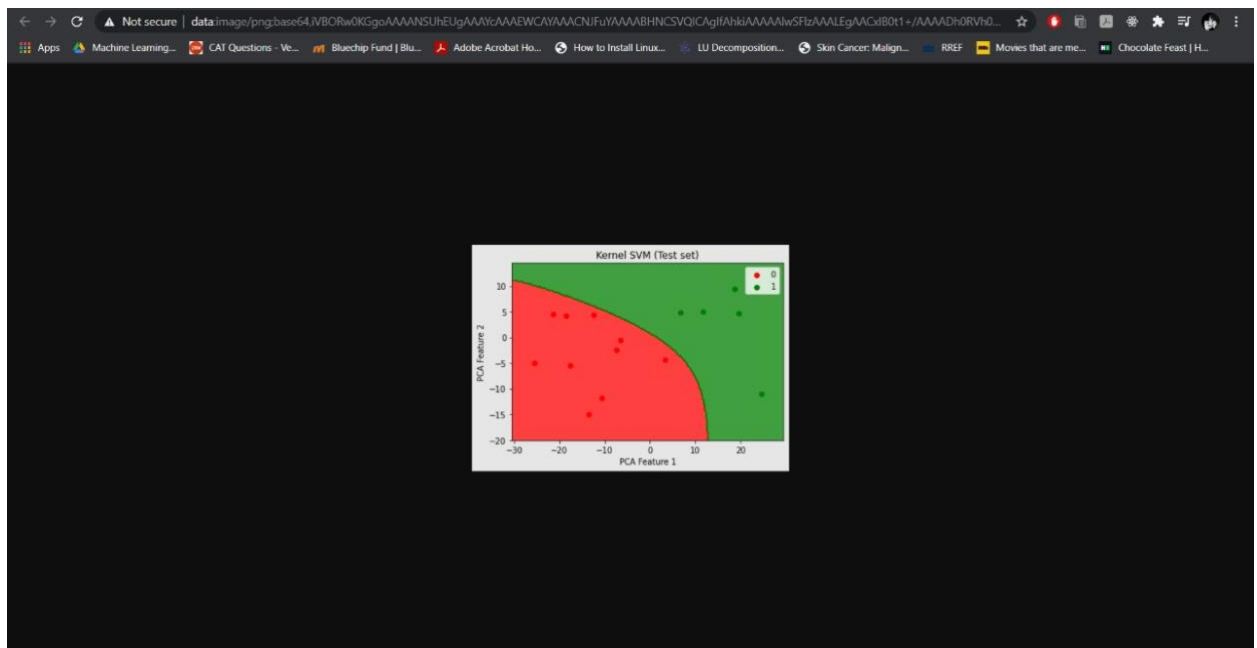 Not secure | data:image/png;base64,iVBORw0KGgoAAAANSUhEUgAAAYcAAAEWCAYAAACNJFuYAAAABHNCSVQICAgIfAhkiAAAAAlwSFlzAAALEgAACxIB0t1+/AAAADh0RVh0...
Apps Machine Learning... CAT Questions - Ve... Bluechip Fund | Blu... Adobe Acrobat Ho... How to Install Linux... LU Decomposition... Skin Cancer: Malign... RREF Movies that are me... Chocolate Feast | H...
Kernel SVM (Test set)
0
1
10
5
0
−5
−10
−15
−20
PCA Feature 2
−30 −20 −10 0 10 20
PCA Feature 1